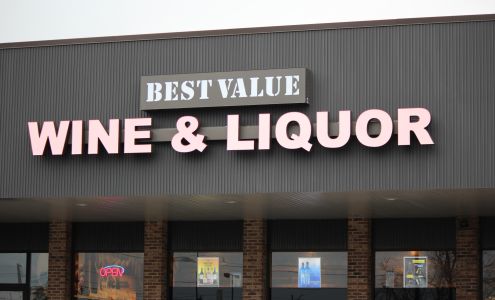 BEST VALUE
WINE & LIQUOR
OPEN